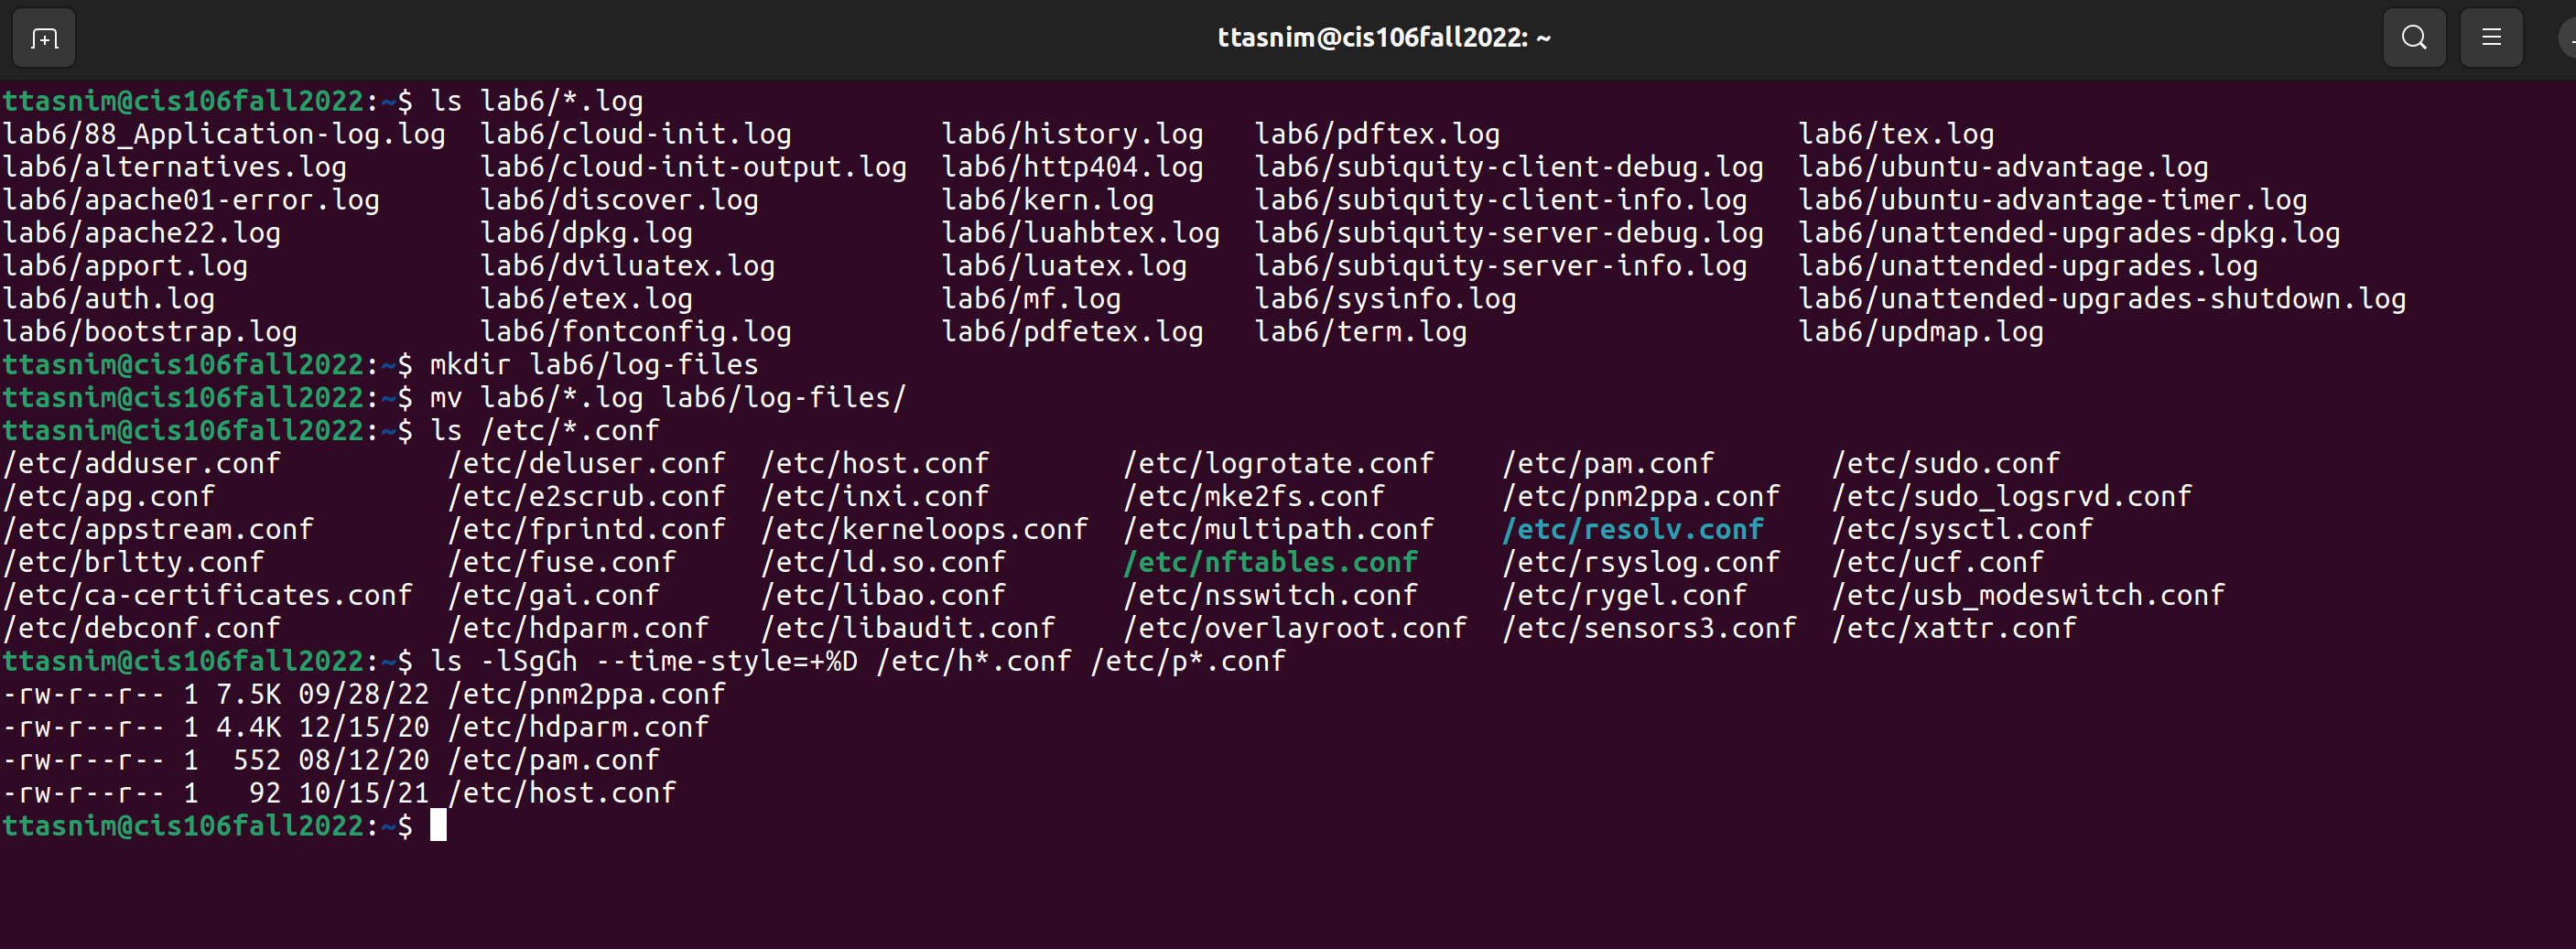 ttasnim@cis106fall2022: ~
ttasnim@cis106fall2022:~$ ls lab6/*.log
lab6/88_Application-log.log  lab6/cloud-init.log         lab6/history.log   lab6/pdftex.log                  lab6/tex.log
lab6/alternatives.log        lab6/cloud-init-output.log  lab6/http404.log   lab6/subiquity-client-debug.log  lab6/ubuntu-advantage.log
lab6/apache01-error.log      lab6/discover.log           lab6/kern.log      lab6/subiquity-client-info.log   lab6/ubuntu-advantage-timer.log
lab6/apache22.log            lab6/dpkg.log               lab6/luahbtex.log  lab6/subiquity-server-debug.log  lab6/unattended-upgrades-dpkg.log
lab6/apport.log              lab6/dviluatex.log          lab6/luatex.log    lab6/subiquity-server-info.log   lab6/unattended-upgrades.log
lab6/auth.log                lab6/etex.log               lab6/mf.log        lab6/sysinfo.log                 lab6/unattended-upgrades-shutdown.log
lab6/bootstrap.log           lab6/fontconfig.log         lab6/pdfetex.log   lab6/term.log                    lab6/updmap.log
ttasnim@cis106fall2022:~$ mkdir lab6/log-files
ttasnim@cis106fall2022:~$ mv lab6/*.log lab6/log-files/
ttasnim@cis106fall2022:~$ ls /etc/*.conf
/etc/adduser.conf          /etc/deluser.conf  /etc/host.conf        /etc/logrotate.conf    /etc/pam.conf      /etc/sudo.conf
/etc/apg.conf              /etc/e2scrub.conf  /etc/inxi.conf        /etc/mke2fs.conf       /etc/pnm2ppa.conf  /etc/sudo_logsrvd.conf
/etc/appstream.conf        /etc/fprintd.conf  /etc/kerneloops.conf  /etc/multipath.conf    /etc/resolv.conf   /etc/sysctl.conf
/etc/brltty.conf           /etc/fuse.conf     /etc/ld.so.conf       /etc/nftables.conf     /etc/rsyslog.conf  /etc/ucf.conf
/etc/ca-certificates.conf  /etc/gai.conf      /etc/libao.conf       /etc/nsswitch.conf     /etc/rygel.conf    /etc/usb_modeswitch.conf
/etc/debconf.conf          /etc/hdparm.conf   /etc/libaudit.conf    /etc/overlayroot.conf  /etc/sensors3.conf  /etc/xattr.conf
ttasnim@cis106fall2022:~$ ls -lSgGh --time-style=+%D /etc/h*.conf /etc/p*.conf
-rw-r--r-- 1 7.5K 09/28/22 /etc/pnm2ppa.conf
-rw-r--r-- 1 4.4K 12/15/20 /etc/hdparm.conf
-rw-r--r-- 1  552 08/12/20 /etc/pam.conf
-rw-r--r-- 1   92 10/15/21 /etc/host.conf
ttasnim@cis106fall2022:~$